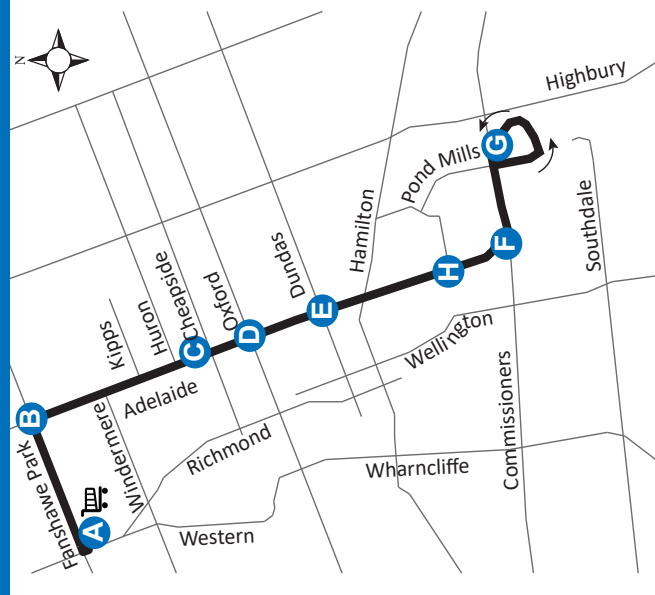 N
Highbury
G
Pond Mills
Hamilton
F
Southdale
Dundas
H
Oxford
Cheapside
Huron
Kipps
E
D
C
Wellington
B
Adelaide
Commissioners
Fanshawe Park
Windermere
Richmond
Wharncliffe
A
Western